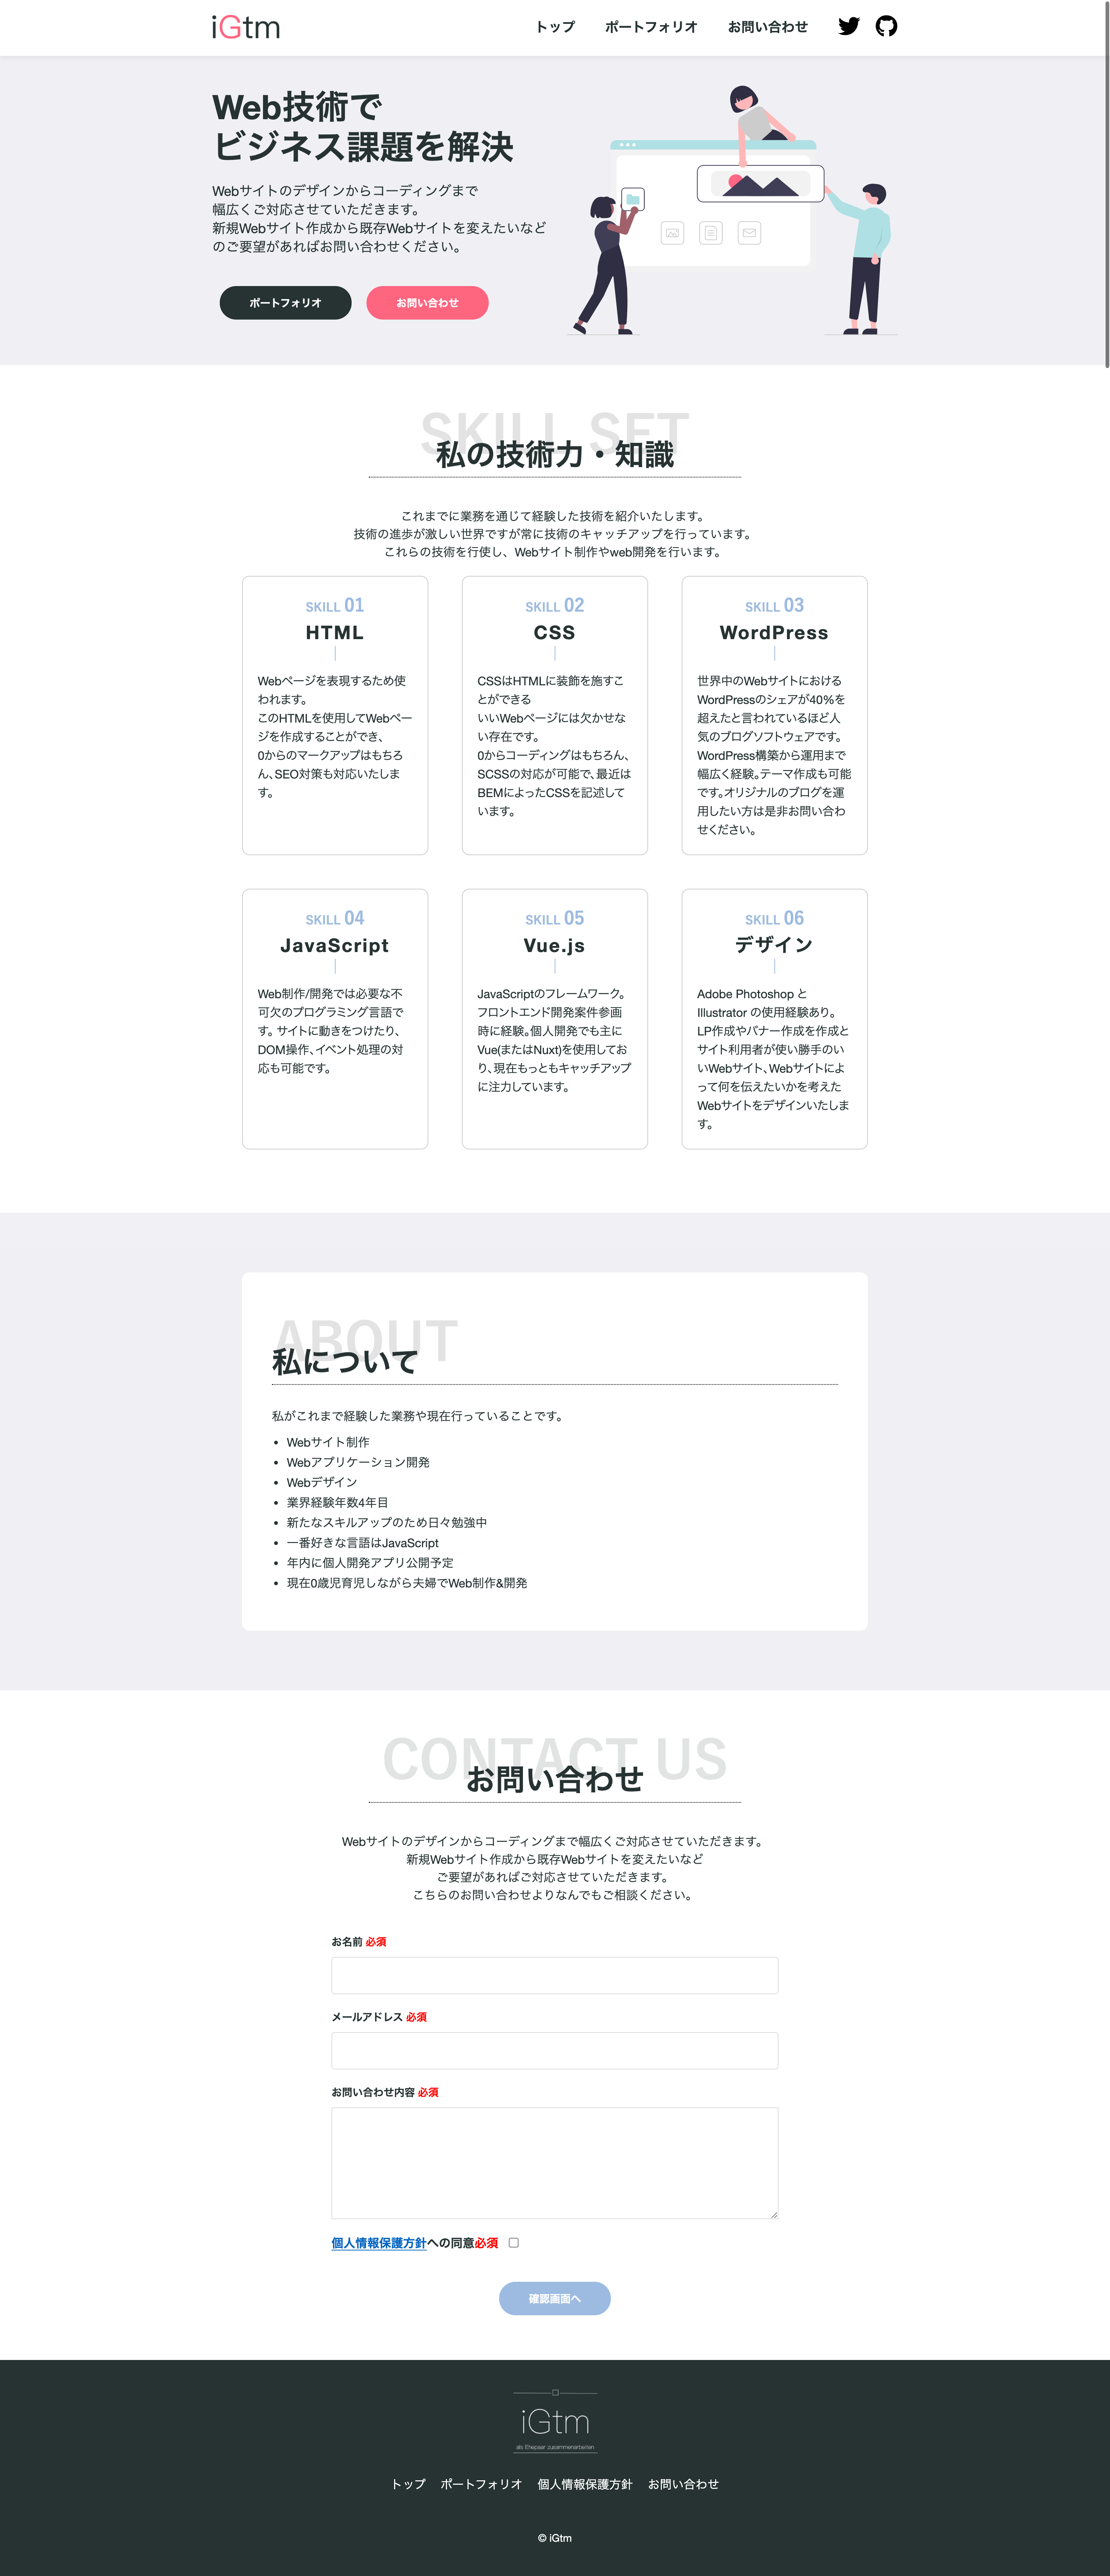 iGtm
トップ ポートフォリオ お問い合わせ
Web技術で
ビジネス課題を解決
Webサイトのデザインからコーディングまで
幅広くご対応させていただきます。
新規Webサイト作成から既存Webサイトを変えたいなど
のご要望があればお問い合わせください。
ポートフォリオ お問い合わせ
SKILL SET
私の技術力・知識
これまでに業務を通じて経験した技術を紹介いたします。
技術の進歩が激しい世界ですが常に技術のキャッチアップを行っています。
これらの技術を行使し、Webサイト制作やweb開発を行います。
SKILL 01
HTML
Webページを表現するため使
われます。
このHTMLを使用してWebペー
ジを作成することができ、
0からのマークアップはもちろ
ん、SEO対策も対応いたしま
す。
SKILL 02
CSS
CSSはHTMLに装飾を施すこ
とができる
いいWebページには欠かせな
い存在です。
0からコーディングはもちろん、
SCSSの対応が可能で、最近は
BEMによったCSSを記述して
います。
SKILL 03
WordPress
世界中のWebサイトにおける
WordPressのシェアが40%を
超えたと言われているほど人
気のブログソフトウェアです。
WordPress構築から運用まで
幅広く経験。テーマ作成も可能
です。オリジナルのブログを運
用したい方は是非お問い合わ
せください。
SKILL 04
JavaScript
Web制作/開発では必要な不
可欠のプログラミング言語で
す。サイトに動きをつけたり、
DOM操作、イベント処理の対
応も可能です。
SKILL 05
Vue.js
JavaScriptのフレームワーク。
フロントエンド開発案件参画
時に経験。個人開発でも主に
Vue(またはNuxt)を使用してお
り、現在もっともキャッチアップ
に注力しています。
SKILL 06
デザイン
Adobe Photoshop と
Illustrator の使用経験あり。
LP作成やバナー作成を作成と
サイト利用者が使い勝手のい
いWebサイト、Webサイトによ
って何を伝えたいかを考えた
Webサイトをデザインいたしま
す。
ABOUT
私について
私がこれまで経験した業務や現在行っていることです。
• Webサイト制作
• Webアプリケーション開発
• Webデザイン
• 業界経験年数4年目
• 新たなスキルアップのため日々勉強中
• 一番好きな言語はJavaScript
• 年内に個人開発アプリ公開予定
• 現在0歳児育児しながら夫婦でWeb制作&開発
CONTACT US
お問い合わせ
Webサイトのデザインからコーディングまで幅広くご対応させていただきます。
新規Webサイト作成から既存Webサイトを変えたいなど
ご要望があればご対応させていただきます。
こちらのお問い合わせよりなんでもご相談ください。
お名前 必須
メールアドレス 必須
お問い合わせ内容 必須
個人情報保護方針への同意必須
確認画面へ
iGtm
als Ehepaar zusammenarbeiten
トップ ポートフォリオ 個人情報保護方針 お問い合わせ
© iGtm